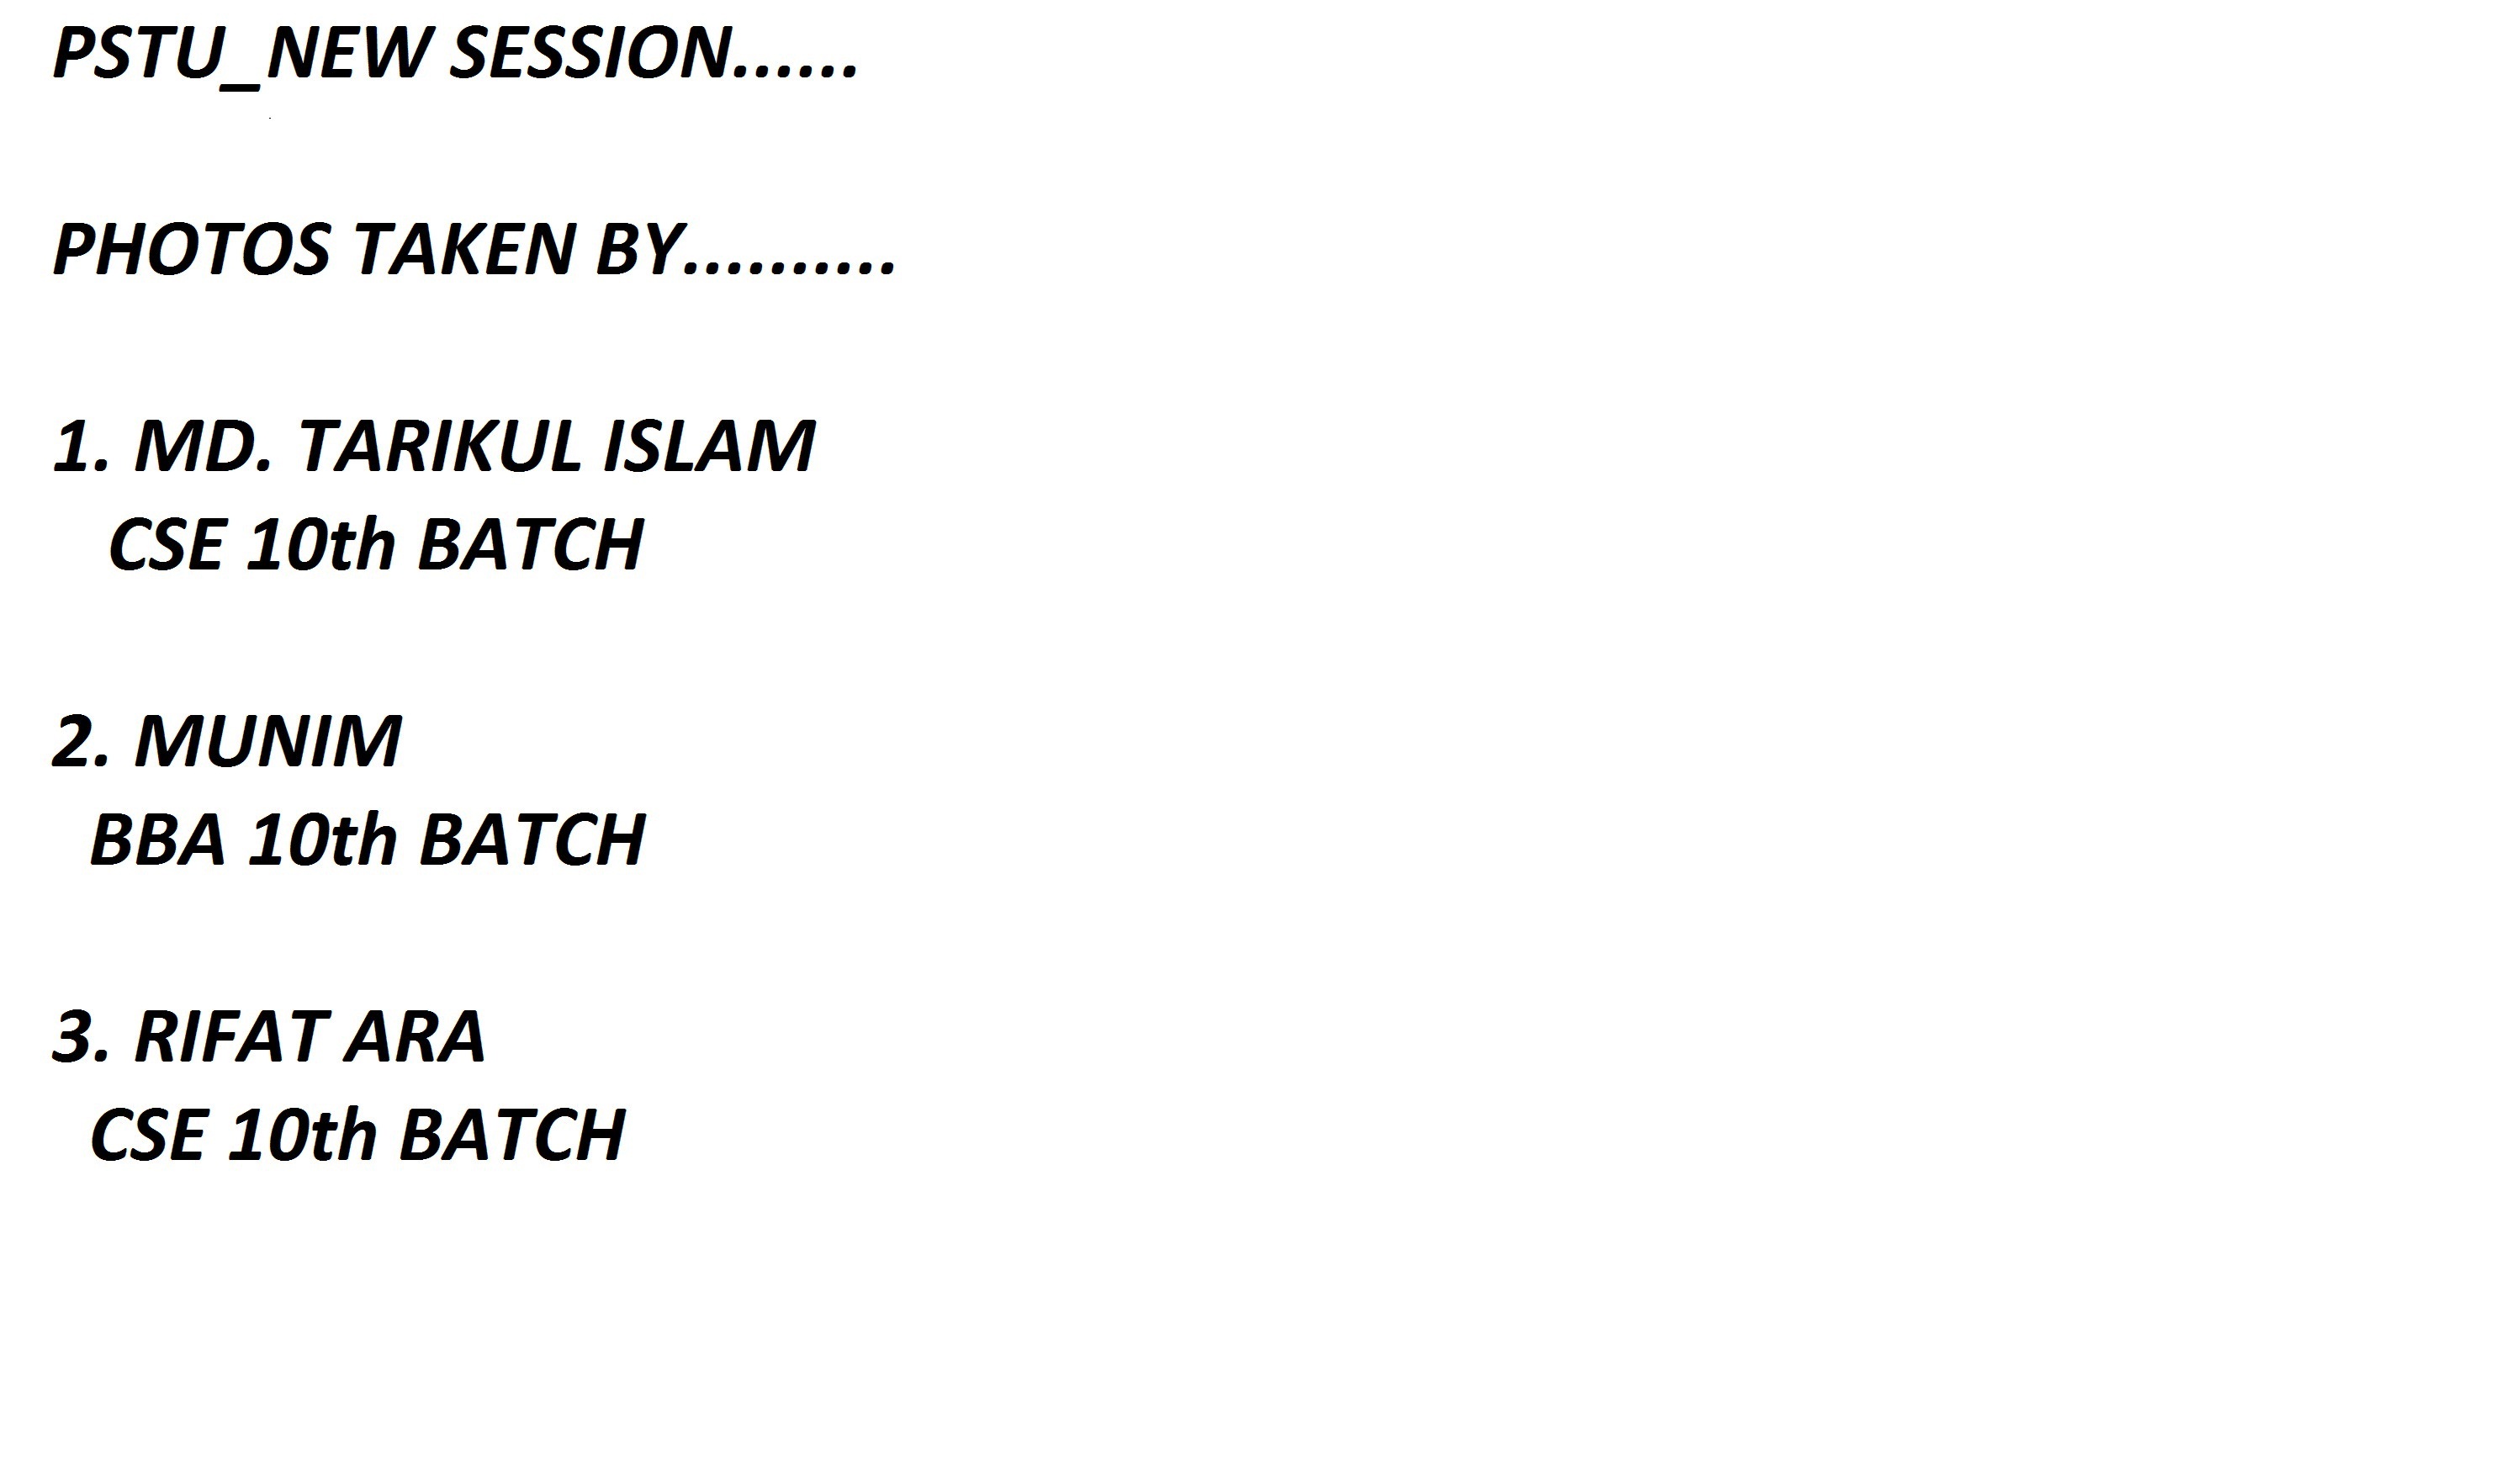 PSTU_NEW SESSION......
PHOTOS TAKEN BY..........
1. MD. TARIKUL ISLAM
CSE 10th BATCH
2. MUNIM
BBA 10th BATCH
3. RIFAT ARA
CSE 10th BATCH